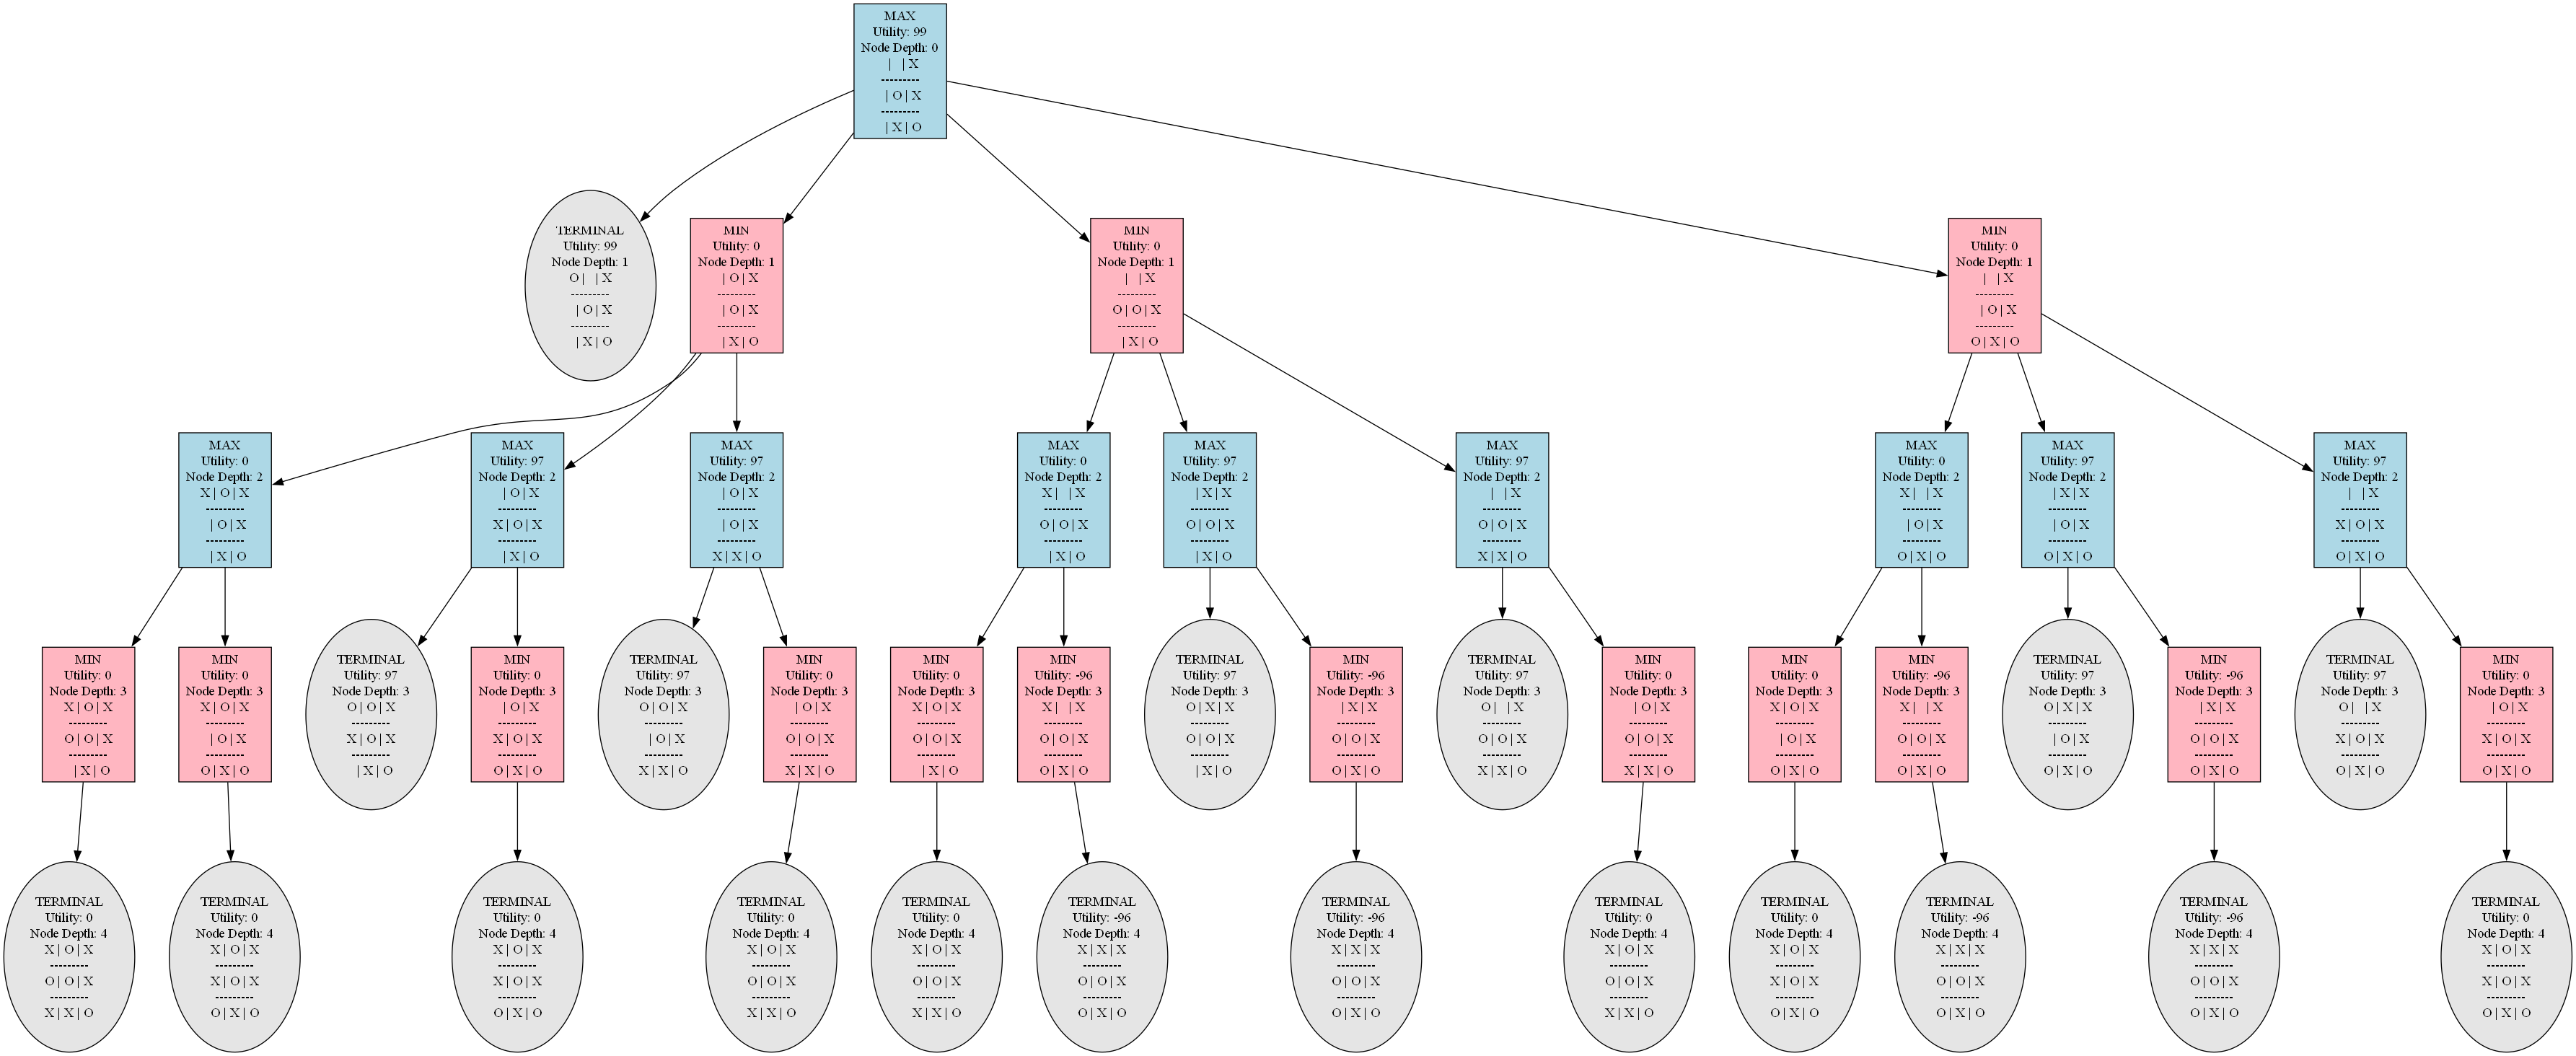 MAX
Utility: 99
Node Depth: 0
| | X
---------
| O | X
---------
| X | O
TERMINAL
Utility: 99
Node Depth: 1
O | | X
---------
| O | X
---------
| X | O
MIN
Utility: 0
Node Depth: 1
| O | X
---------
| O | X
---------
| X | O
MIN
Utility: 0
Node Depth: 1
| | X
---------
O | O | X
---------
| X | O
MIN
Utility: 0
Node Depth: 1
| | X
---------
| O | X
---------
O | X | O
MAX
Utility: 0
Node Depth: 2
X | O | X
---------
| O | X
---------
| X | O
MAX
Utility: 97
Node Depth: 2
| O | X
---------
X | O | X
---------
| X | O
MAX
Utility: 97
Node Depth: 2
| O | X
---------
| O | X
---------
X | X | O
MAX
Utility: 0
Node Depth: 2
X | | X
---------
O | O | X
---------
| X | O
MAX
Utility: 97
Node Depth: 2
| X | X
---------
O | O | X
---------
| X | O
MAX
Utility: 97
Node Depth: 2
| | X
---------
O | O | X
---------
X | X | O
MAX
Utility: 0
Node Depth: 2
X | | X
---------
| O | X
---------
O | X | O
MAX
Utility: 97
Node Depth: 2
| X | X
---------
| O | X
---------
O | X | O
MAX
Utility: 97
Node Depth: 2
| | X
---------
X | O | X
---------
O | X | O
MIN
Utility: 0
Node Depth: 3
X | O | X
---------
O | O | X
---------
| X | O
MIN
Utility: 0
Node Depth: 3
X | O | X
---------
| O | X
---------
O | X | O
TERMINAL
Utility: 97
Node Depth: 3
O | O | X
---------
X | O | X
---------
| X | O
MIN
Utility: 0
Node Depth: 3
| O | X
---------
X | O | X
---------
O | X | O
TERMINAL
Utility: 97
Node Depth: 3
O | O | X
---------
| O | X
---------
X | X | O
MIN
Utility: 0
Node Depth: 3
| O | X
---------
O | O | X
---------
X | X | O
MIN
Utility: 0
Node Depth: 3
X | O | X
---------
O | O | X
---------
| X | O
MIN
Utility: -96
Node Depth: 3
X | | X
---------
O | O | X
---------
O | X | O
TERMINAL
Utility: 97
Node Depth: 3
O | X | X
---------
O | O | X
---------
| X | O
MIN
Utility: -96
Node Depth: 3
| X | X
---------
O | O | X
---------
O | X | O
TERMINAL
Utility: 97
Node Depth: 3
O | | X
---------
O | O | X
---------
X | X | O
MIN
Utility: 0
Node Depth: 3
| O | X
---------
O | O | X
---------
X | X | O
MIN
Utility: 0
Node Depth: 3
X | O | X
---------
| O | X
---------
O | X | O
MIN
Utility: -96
Node Depth: 3
X | | X
---------
O | O | X
---------
O | X | O
TERMINAL
Utility: 97
Node Depth: 3
O | X | X
---------
| O | X
---------
O | X | O
MIN
Utility: -96
Node Depth: 3
| X | X
---------
O | O | X
---------
O | X | O
TERMINAL
Utility: 97
Node Depth: 3
O | | X
---------
X | O | X
---------
O | X | O
MIN
Utility: 0
Node Depth: 3
| O | X
---------
X | O | X
---------
O | X | O
TERMINAL
Utility: 0
Node Depth: 4
X | O | X
---------
O | O | X
---------
X | X | O
TERMINAL
Utility: 0
Node Depth: 4
X | O | X
---------
X | O | X
---------
O | X | O
TERMINAL
Utility: 0
Node Depth: 4
X | O | X
---------
X | O | X
---------
O | X | O
TERMINAL
Utility: 0
Node Depth: 4
X | O | X
---------
O | O | X
---------
X | X | O
TERMINAL
Utility: 0
Node Depth: 4
X | O | X
---------
O | O | X
---------
X | X | O
TERMINAL
Utility: -96
Node Depth: 4
X | X | X
---------
O | O | X
---------
O | X | O
TERMINAL
Utility: -96
Node Depth: 4
X | X | X
---------
O | O | X
---------
O | X | O
TERMINAL
Utility: 0
Node Depth: 4
X | O | X
---------
O | O | X
---------
X | X | O
TERMINAL
Utility: 0
Node Depth: 4
X | O | X
---------
X | O | X
---------
O | X | O
TERMINAL
Utility: -96
Node Depth: 4
X | X | X
---------
O | O | X
---------
O | X | O
TERMINAL
Utility: -96
Node Depth: 4
X | X | X
---------
O | O | X
---------
O | X | O
TERMINAL
Utility: 0
Node Depth: 4
X | O | X
---------
X | O | X
---------
O | X | O